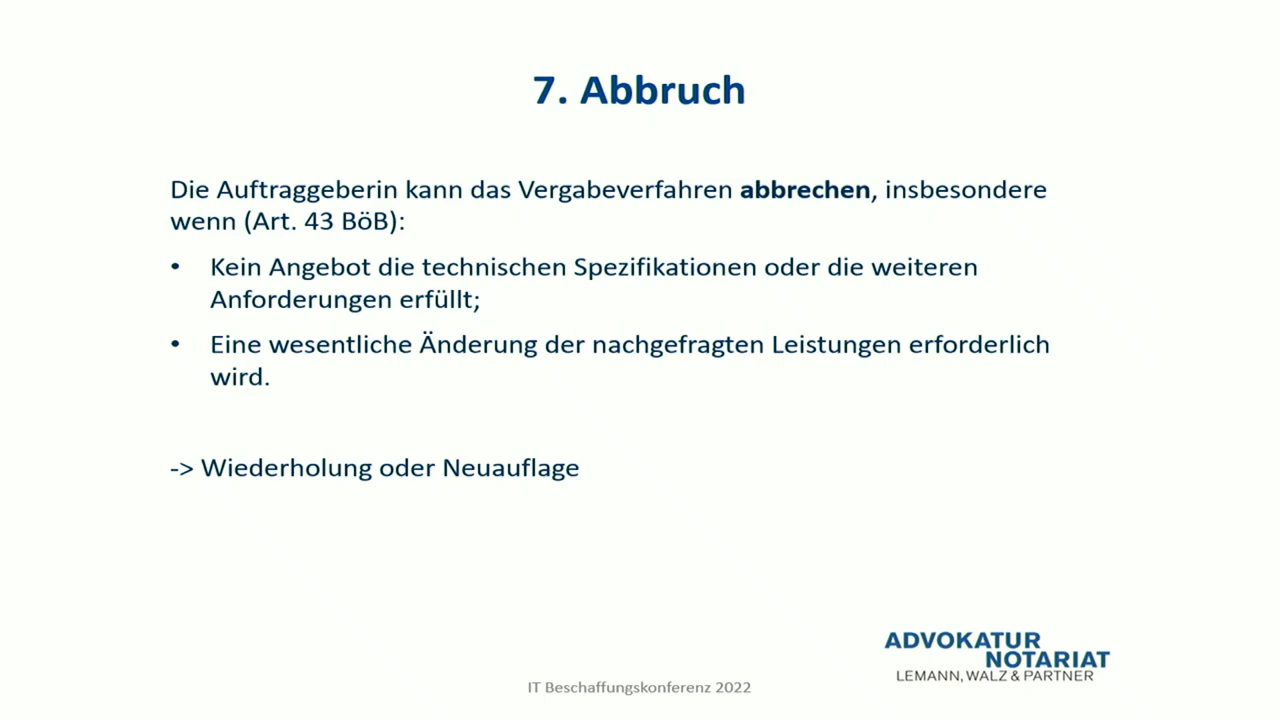 7. Abbruch
Die Auftraggeberin kann das Vergabeverfahren abbrechen, insbesondere
wenn (Art. 43 BöB):
• Kein Angebot die technischen Spezifikationen oder die weiteren
Anforderungen erfüllt;
• Eine wesentliche Änderung der nachgefragten Leistungen erforderlich
wird.
-> Wiederholung oder Neuauflage
ADVOKATUR
NOTARIAT
LEMANN, WALZ & PARTNER
IT Beschaffungskonferenz 2022